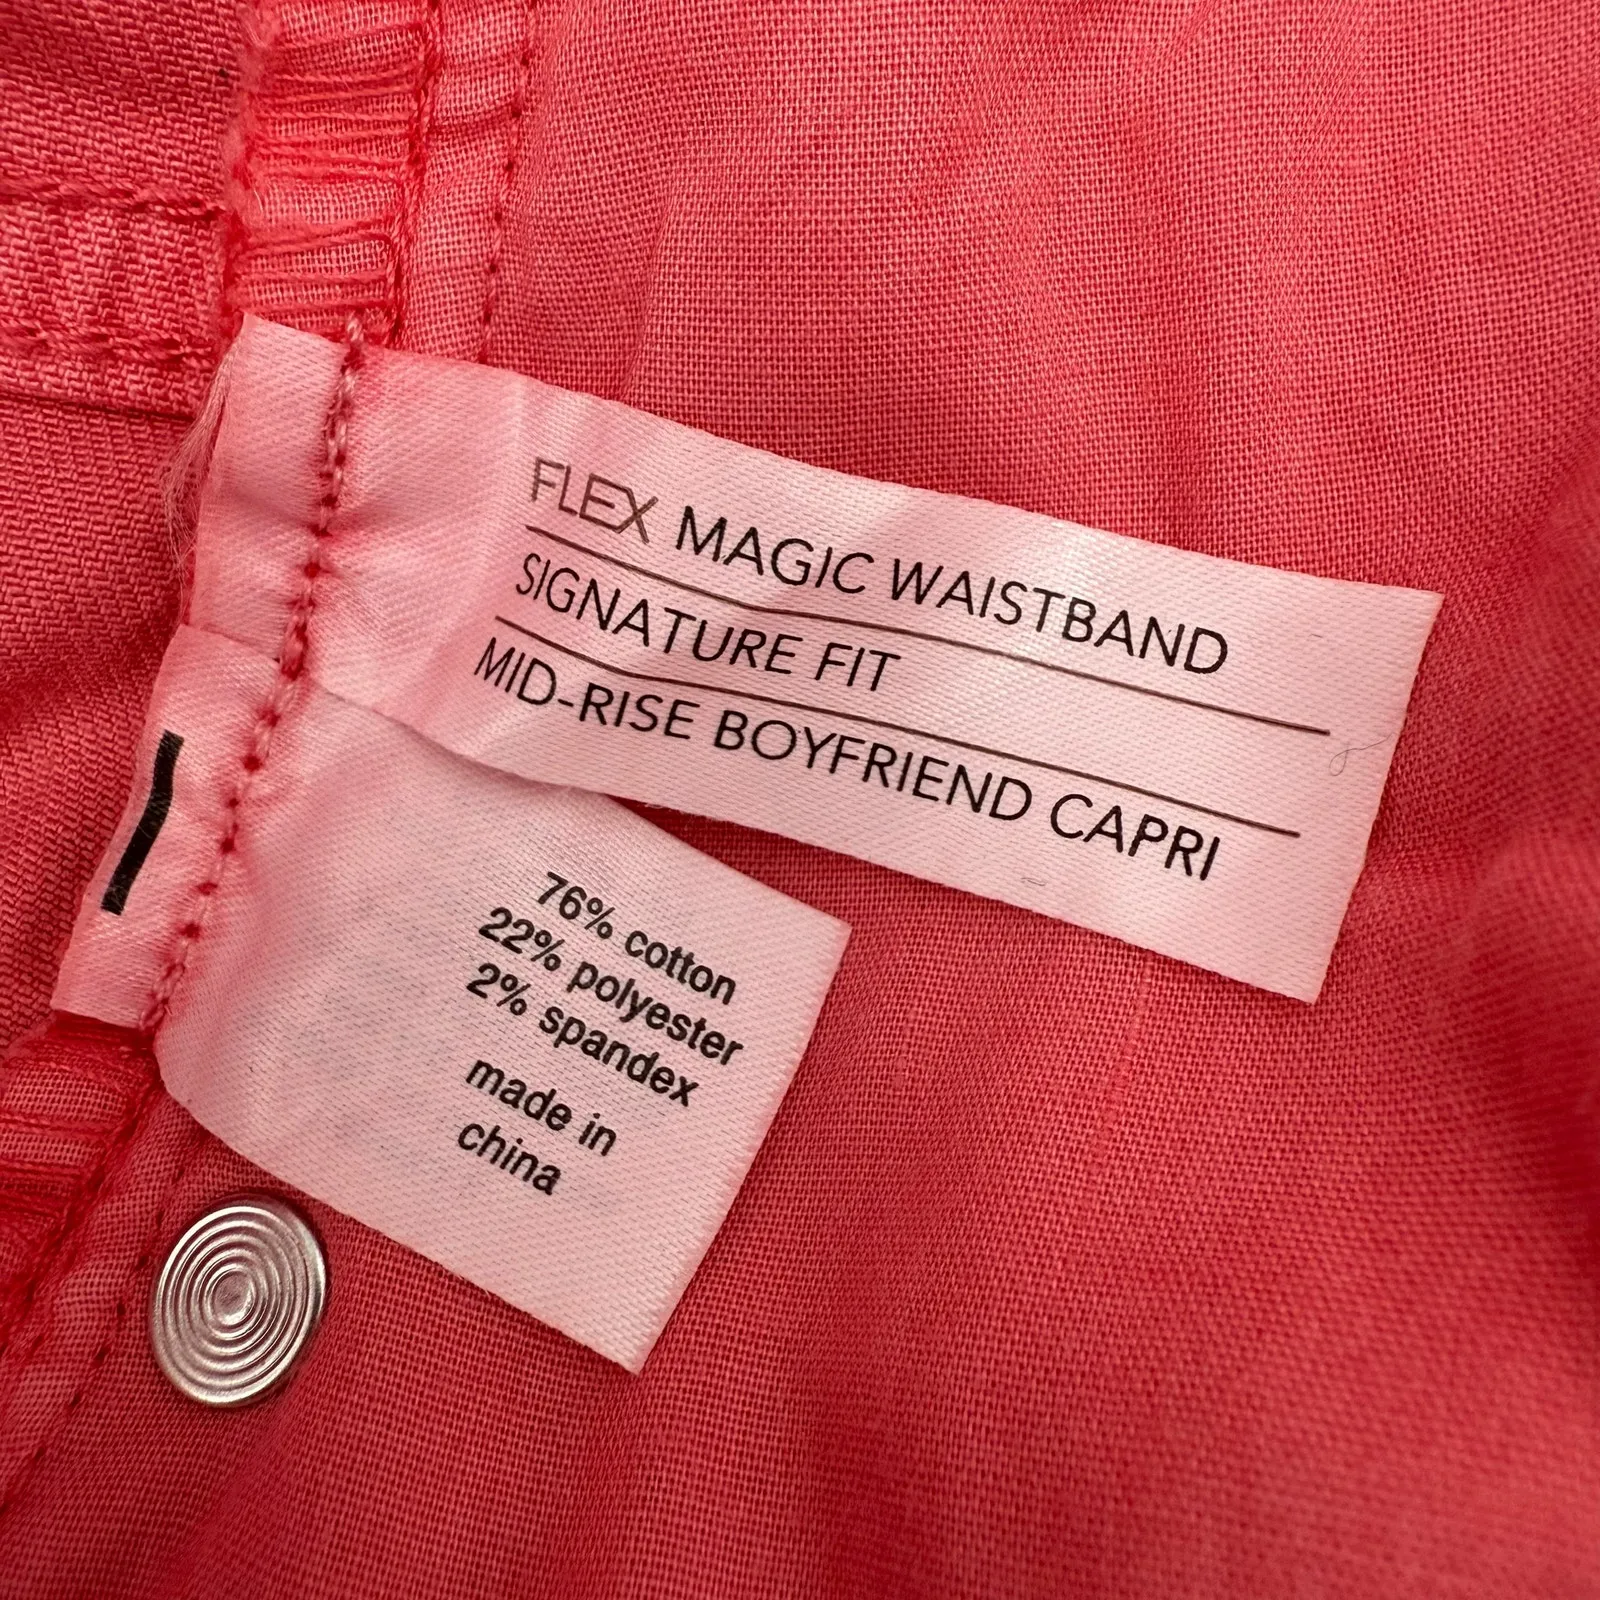 FLEX MAGIC WAISTBAND
SIGNATURE FIT
MID-RISE BOYFRIEND CAPRI
76% cotton
22% polyester
2% spandex
made in
china